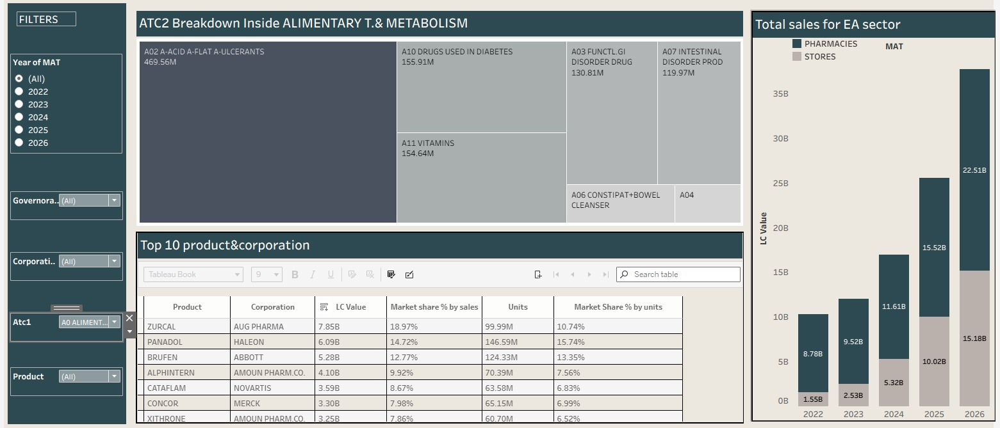 FILTERS
Year of MAT
(All)
2022
2023
2024
2025
2026
Governora.. (All)
Corporati.. (All)
Atc1 A0 ALIMENT...
Product (All)
ATC2 Breakdown Inside ALIMENTARY T.& METABOLISM
A02 A-ACID A-FLAT A-ULCERANTS
469.56M
A10 DRUGS USED IN DIABETES
155.91M
A11 VITAMINS
154.64M
A03 FUNCTL.GI
DISORDER DRUG
130.81M
A07 INTESTINAL
DISORDER PROD
119.97M
A06 CONSTIPAT+BOWEL
CLEANSER
A04
Top 10 product&corporation
Tableau Book 9 B I U Search table
Product Corporation LC Value Market share % by sales Units Market Share % by units
ZURCAL AUG PHARMA 7.85B 18.97% 99.99M 10.74%
PANADOL HALEON 6.09B 14.72% 146.59M 15.74%
BRUFEN ABBOTT 5.28B 12.77% 124.33M 13.35%
ALPHINTERN AMOUN PHARM.CO. 4.10B 9.92% 70.39M 7.56%
CATAFLAM NOVARTIS 3.59B 8.67% 63.58M 6.83%
CONCOR MERCK 3.30B 7.98% 65.15M 6.99%
XITHRONE AMOUN PHARM.CO. 3.25B 7.86% 60.70M 6.52%
Total sales for EA sector
PHARMACIES
STORES
MAT
LC Value
35B
30B
25B
20B
15B
10B
5B
0B
8.78B
1.55B
9.52B
2.53B
11.61B
5.32B
15.52B
10.02B
22.51B
15.18B
2022 2023 2024 2025 2026